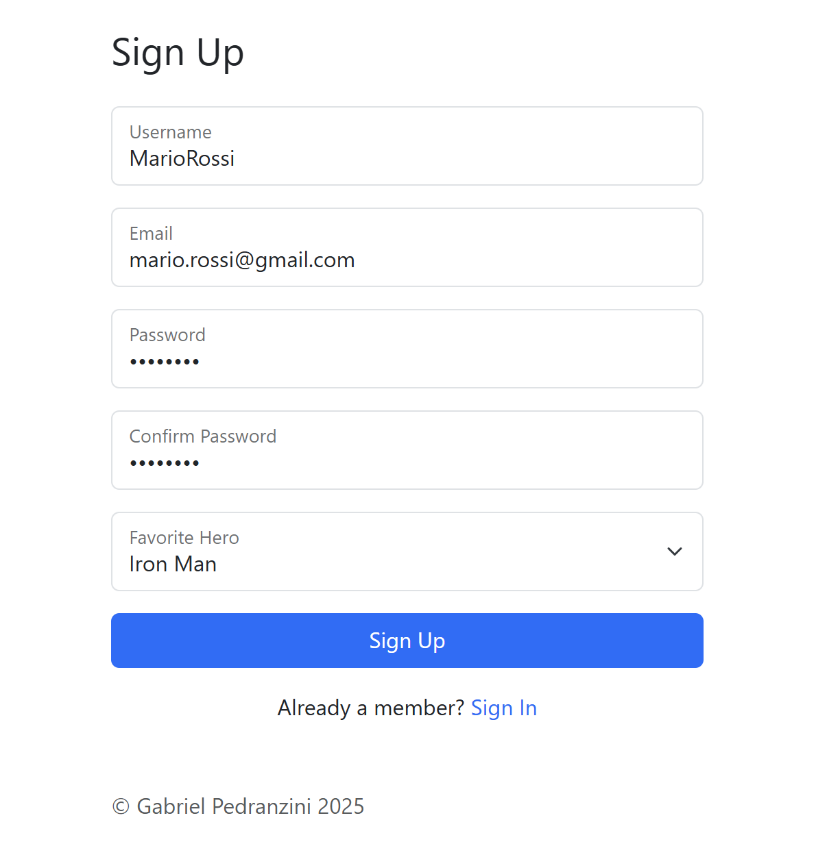 Sign Up
Username
MarioRossi
Email
mario.rossi@gmail.com
Password
••••••••
Confirm Password
••••••••
Favorite Hero
Iron Man
Sign Up
Already a member? Sign In
© Gabriel Pedranzini 2025